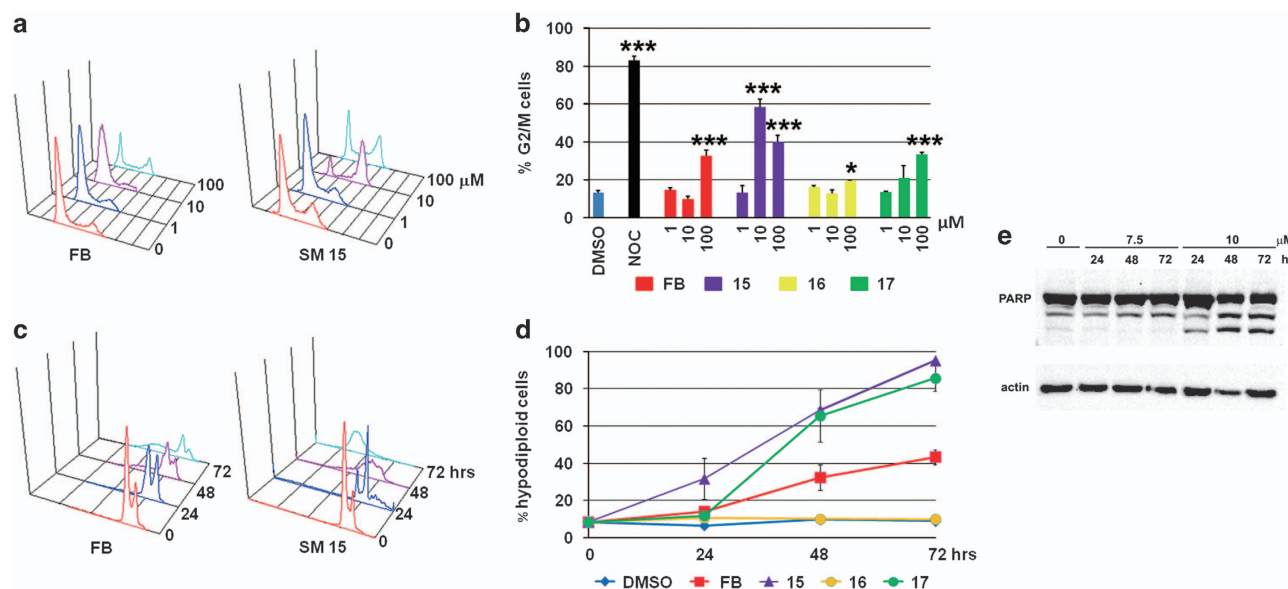 a
100
10
1
0
FB
100 μM
10
1
0
SM 15
b
% G2/M cells
100
80
60
40
20
0
***
***
***
***
*
***
DMSO
NOC
1 10 100
1 10 100
1 10 100
1 10 100
μM
FB 15 16 17
c
72
48
24
0
FB
72 hrs
48
24
0
SM 15
d
% hypodiploid cells
100
80
60
40
20
0
0 24 48 72 hrs
DMSO FB 15 16 17
e
0 7.5 10 μM
24 48 72 24 48 72 h
PARP
actin